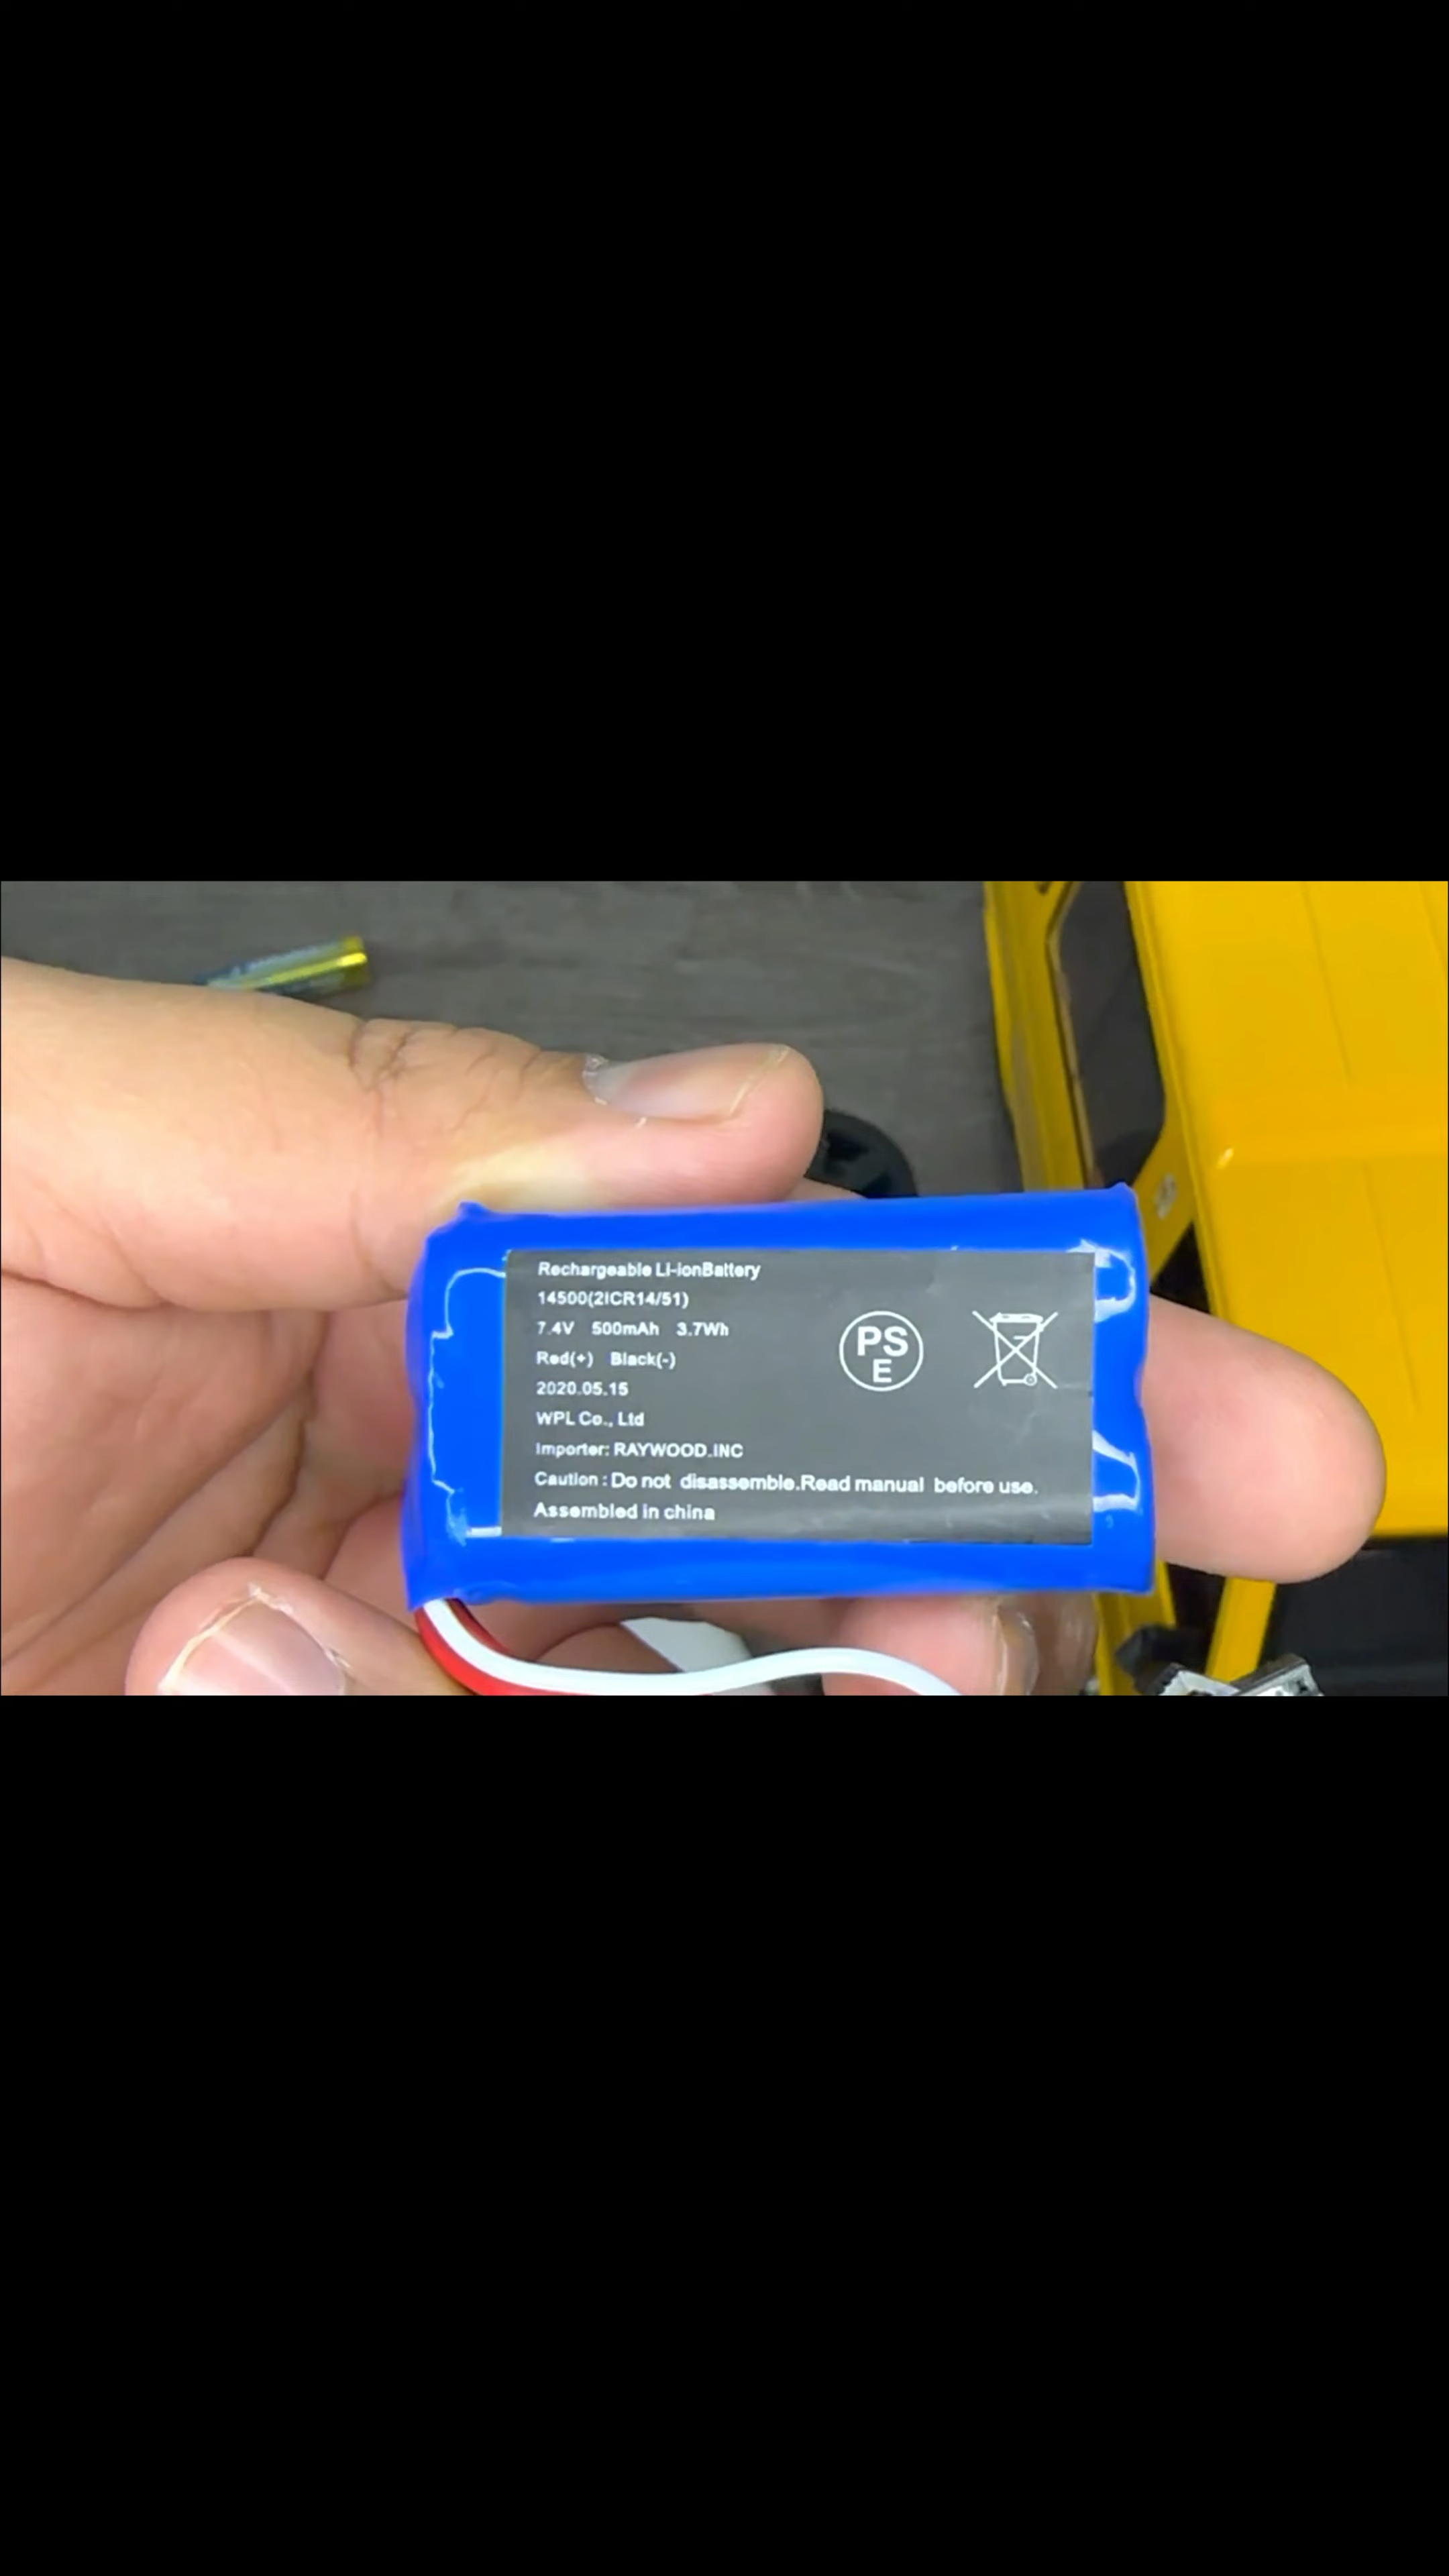 Rechargeable Li-ionBattery
14500(2ICR14/51)
7.4V 500mAh 3.7Wh
Red(+) Black(-)
2020.05.15
WPL Co., Ltd
Importer: RAYWOOD.INC
Caution : Do not disassemble.Read manual before use.
Assembled in china
PS
E